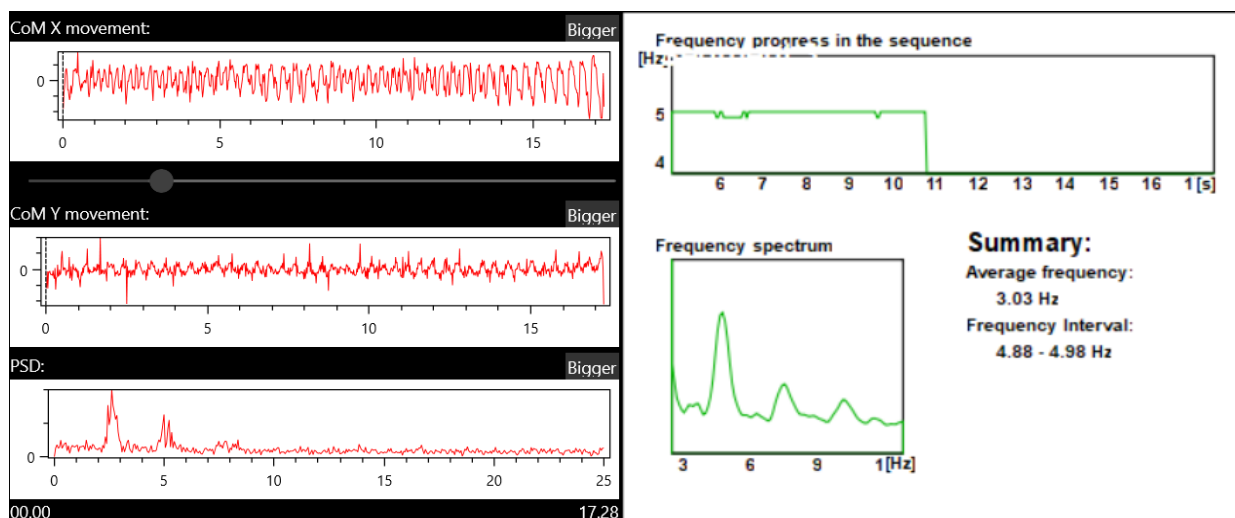 CoM X movement:
Bigger
0
0 5 10 15
CoM Y movement:
Bigger
0
0 5 10 15
PSD:
Bigger
0
0 5 10 15 20 25
00.00 17.28
Frequency progress in the sequence
[Hz]
5
4
6 7 8 9 10 11 12 13 14 15 16 1 [s]
Frequency spectrum
3 6 9 1 [Hz]
Summary:
Average frequency:
3.03 Hz
Frequency Interval:
4.88 - 4.98 Hz